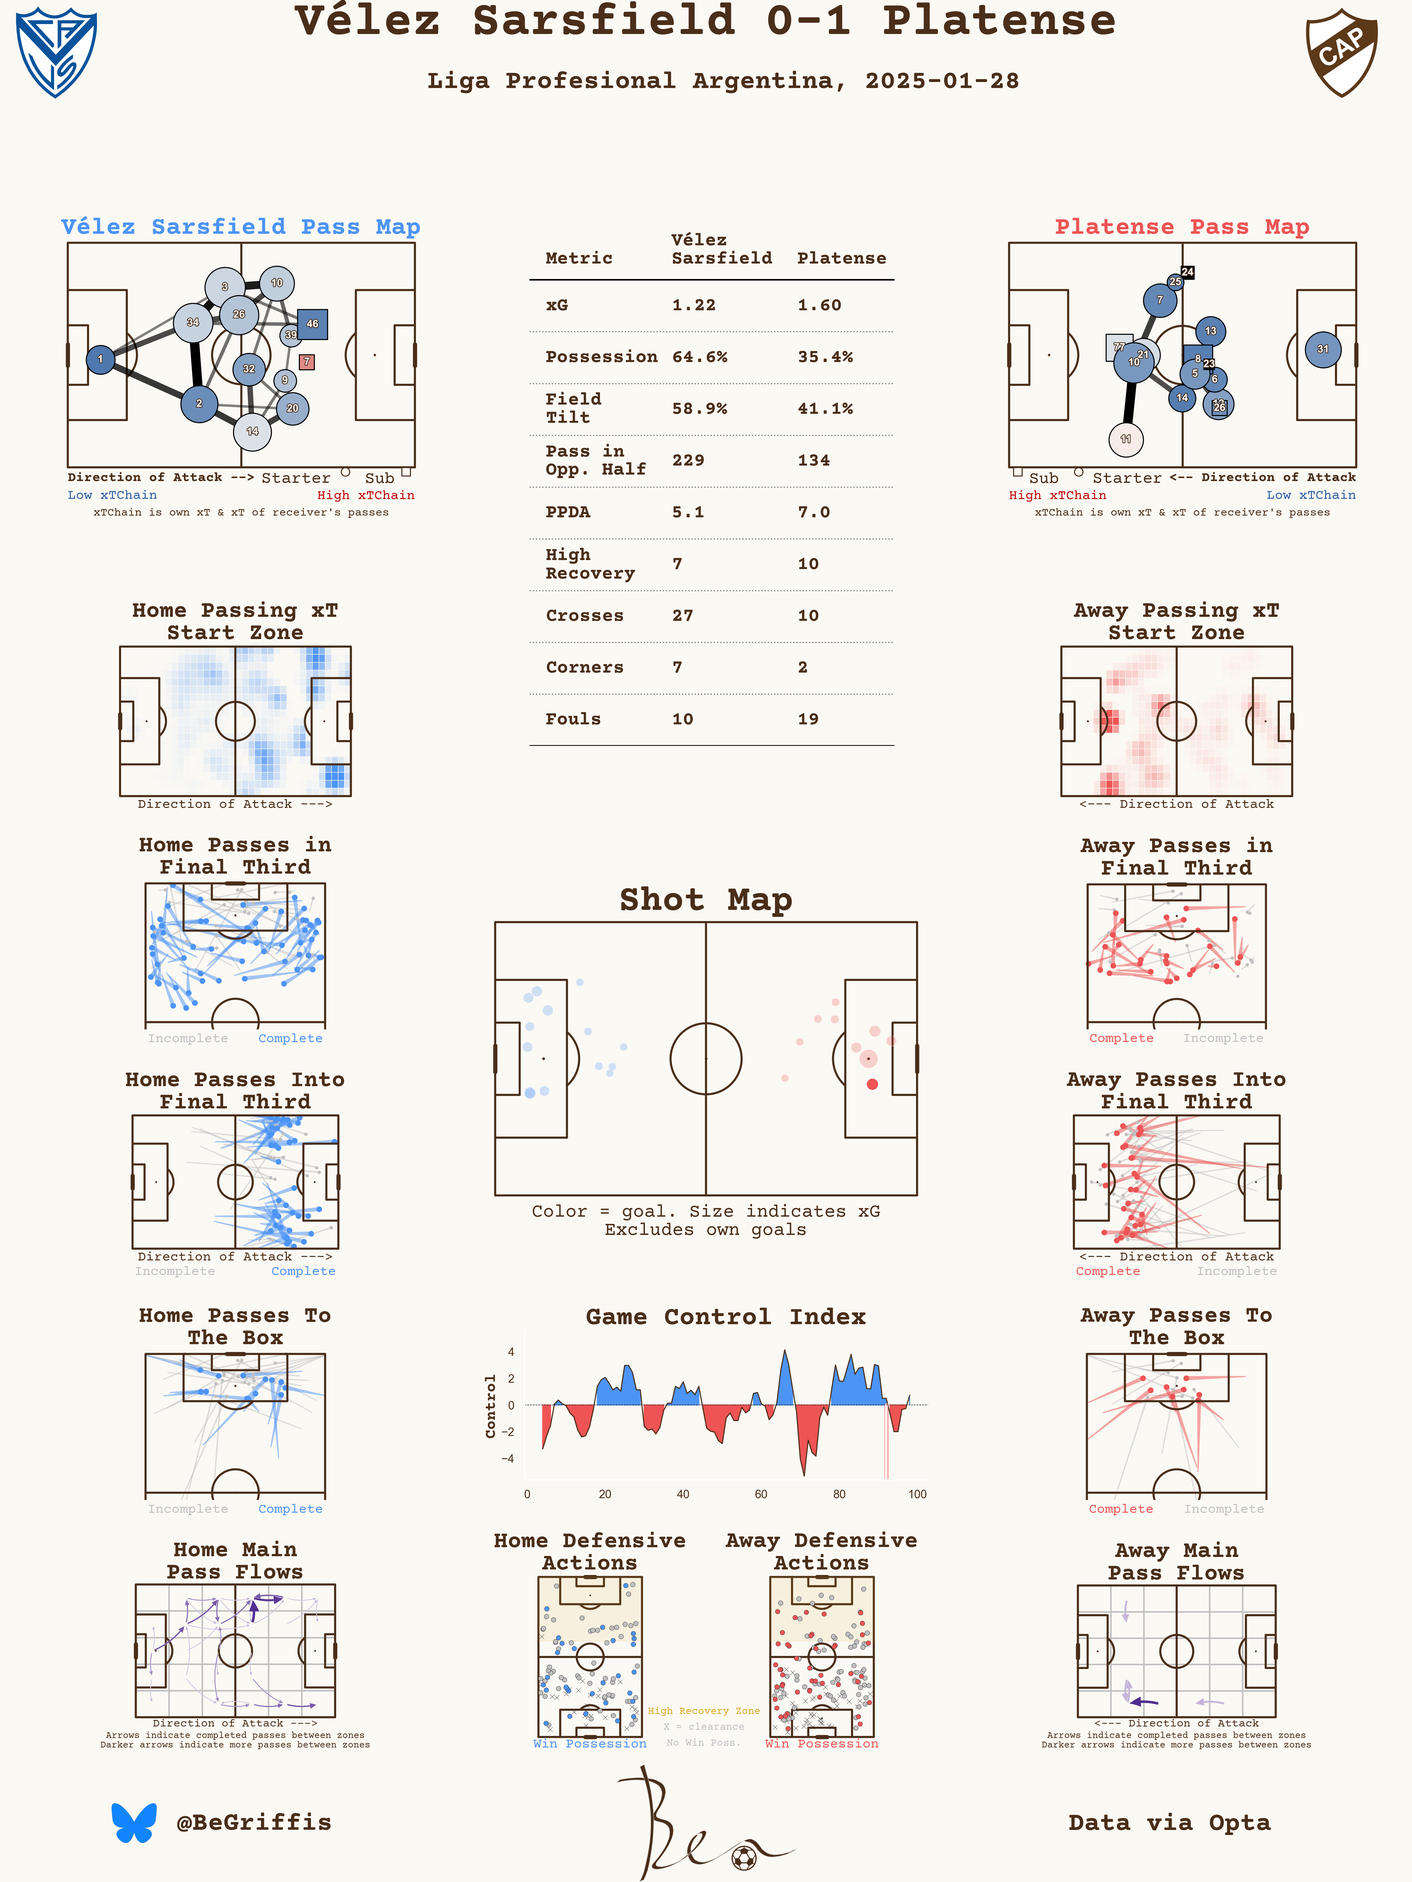 Vélez Sarsfield 0-1 Platense
Liga Profesional Argentina, 2025-01-28
CAP
Vélez Sarsfield Pass Map
3
10
26
34
46
39
1
7
32
9
2
20
14
Direction of Attack --> Starter Sub
Low xTChain High xTChain
xTChain is own xT & xT of receiver's passes
Metric Vélez Sarsfield Platense
xG 1.22 1.60
Possession 64.6% 35.4%
Field Tilt 58.9% 41.1%
Pass in Opp. Half 229 134
PPDA 5.1 7.0
High Recovery 7 10
Crosses 27 10
Corners 7 2
Fouls 10 19
Platense Pass Map
24
25
7
13
77
21
10
8
23
31
5
6
14
26
11
Sub Starter <-- Direction of Attack
High xTChain Low xTChain
xTChain is own xT & xT of receiver's passes
Home Passing xT
Start Zone
Direction of Attack --->
Away Passing xT
Start Zone
<--- Direction of Attack
Home Passes in
Final Third
Incomplete Complete
Away Passes in
Final Third
Complete Incomplete
Shot Map
Color = goal. Size indicates xG
Excludes own goals
Home Passes Into
Final Third
Direction of Attack --->
Incomplete Complete
Away Passes Into
Final Third
<--- Direction of Attack
Complete Incomplete
Home Passes To
The Box
Incomplete Complete
Game Control Index
Control
4
2
0
−2
−4
0 20 40 60 80 100
Away Passes To
The Box
Complete Incomplete
Home Main
Pass Flows
Direction of Attack --->
Arrows indicate completed passes between zones
Darker arrows indicate more passes between zones
Home Defensive
Actions
Win Possession
High Recovery Zone
X = clearance
No Win Poss.
Away Defensive
Actions
Win Possession
Away Main
Pass Flows
<--- Direction of Attack
Arrows indicate completed passes between zones
Darker arrows indicate more passes between zones
@BeGriffis
Ben
Data via Opta